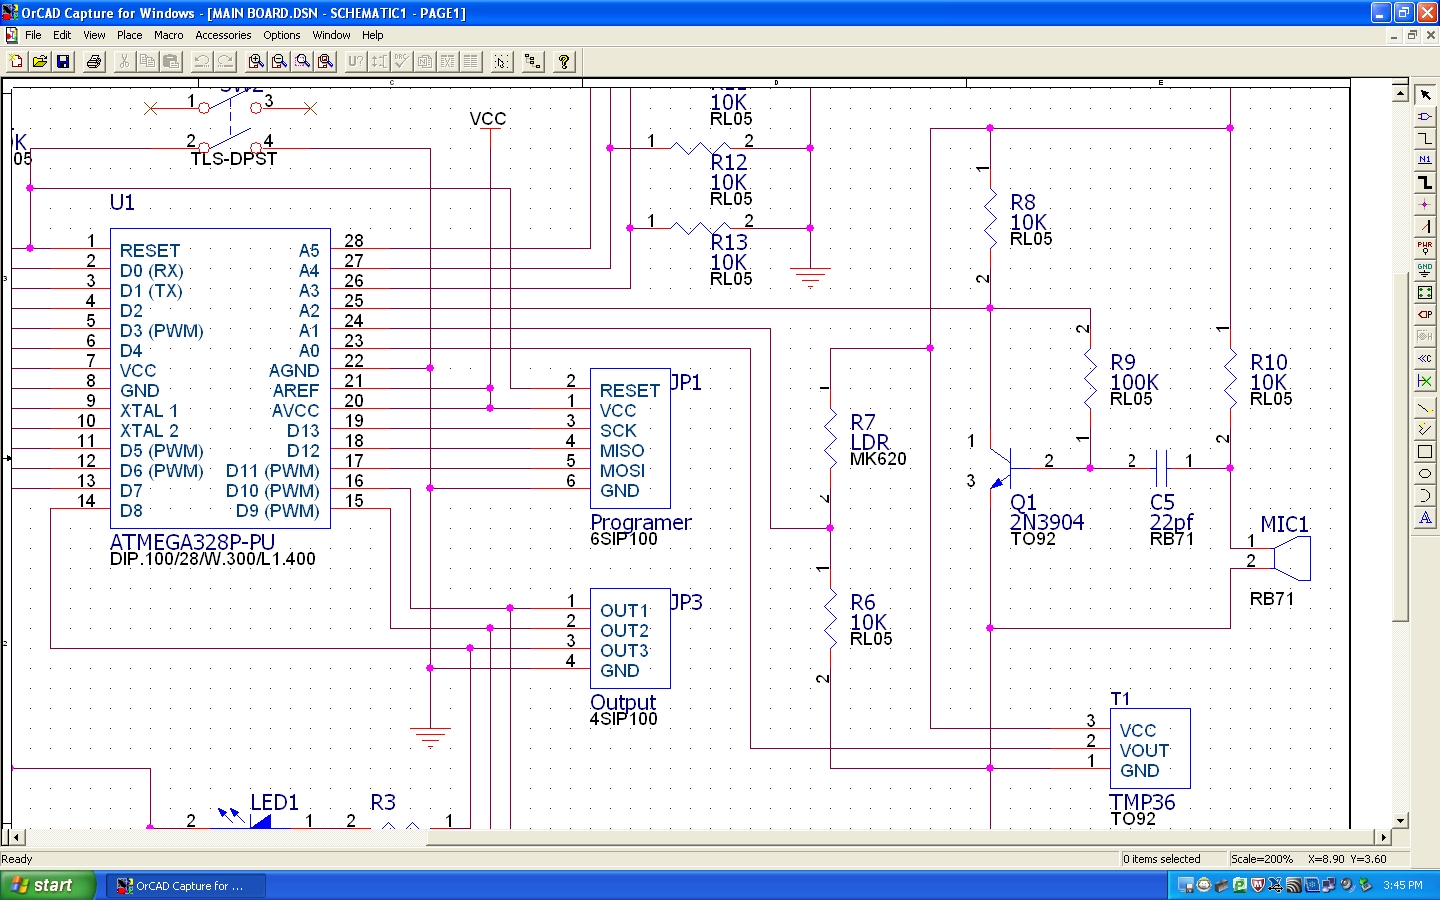 OrCAD Capture for Windows - [MAIN BOARD.DSN - SCHEMATIC1 - PAGE1]
File Edit View Place Macro Accessories Options Window Help
C D E
1 3
2 4
TLS-DPST
K
05
VCC
10K
RL05
1 2
R12
10K
RL05
1 2
R13
10K
RL05
U1
1 RESET A5 28
2 D0 (RX) A4 27
3 D1 (TX) A3 26
4 D2 A2 25
5 D3 (PWM) A1 24
6 D4 A0 23
7 VCC AGND 22
8 GND AREF 21
9 XTAL 1 AVCC 20
10 XTAL 2 D13 19
11 D5 (PWM) D12 18
12 D6 (PWM) D11 (PWM) 17
13 D7 D10 (PWM) 16
14 D8 D9 (PWM) 15
ATMEGA328P-PU
DIP.100/28/W.300/L1.400
JP1
2 RESET
1 VCC
3 SCK
4 MISO
5 MOSI
6 GND
Programer
6SIP100
JP3
1 OUT1
2 OUT2
3 OUT3
4 GND
Output
4SIP100
1
R8
10K
RL05
2
2
R9
100K
RL05
1
1
R10
10K
RL05
2
1
R7
LDR
MK620
2
1
R6
10K
RL05
2
1
2
3
Q1
2N3904
TO92
2 1
C5
22pf
RB71
MIC1
1
2
RB71
T1
3 VCC
2 VOUT
1 GND
TMP36
TO92
LED1
2 1
R3
2 1
3
2
N1
PWR
GND
Ready
0 items selected Scale=200% X=8.90 Y=3.60
start
OrCAD Capture for ...
3:45 PM